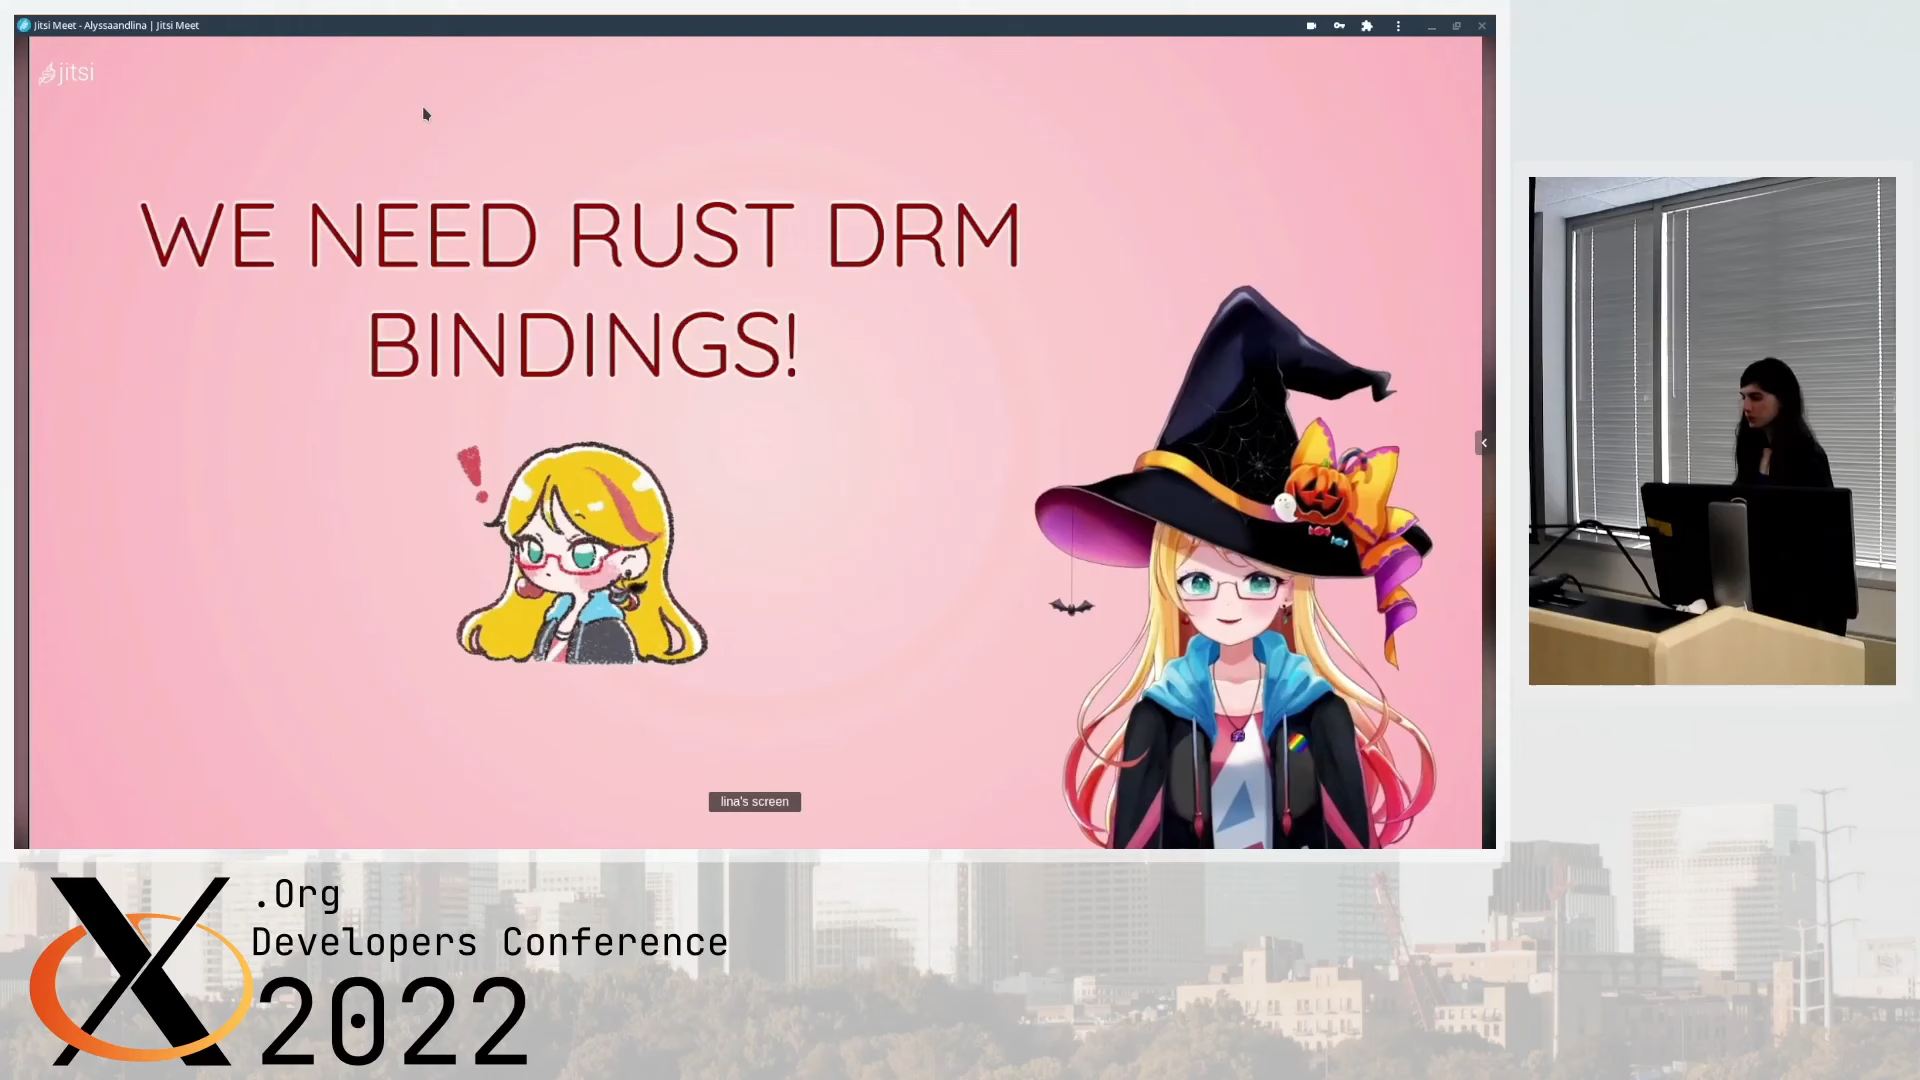 Jitsi Meet - Alyssaandlina | Jitsi Meet
jitsi
WE NEED RUST DRM
BINDINGS!
lina's screen
X.Org
Developers Conference
2022